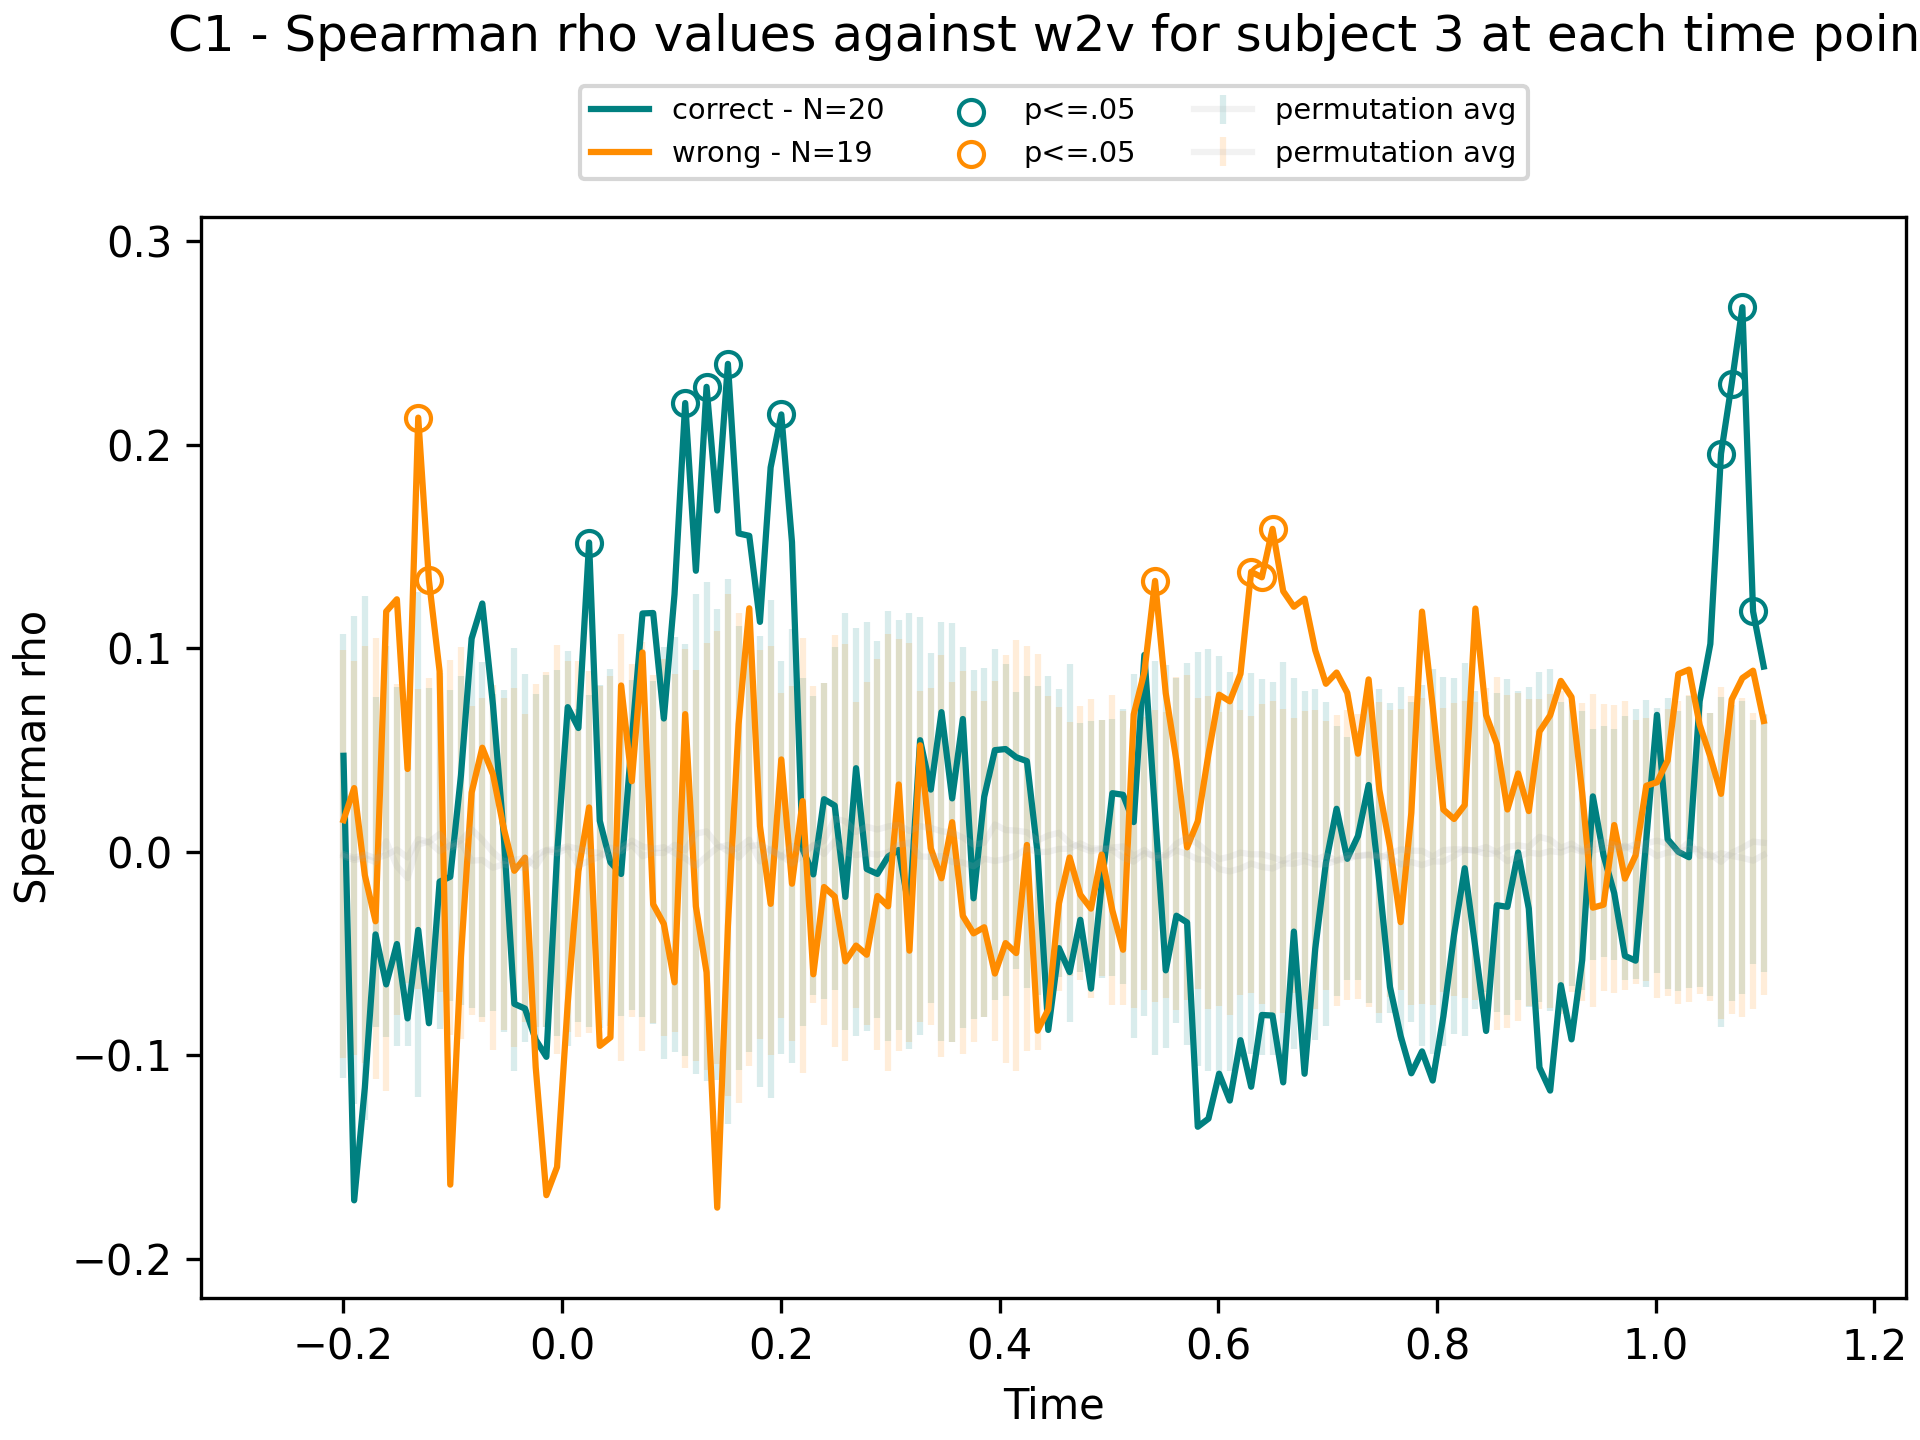 C1 - Spearman rho values against w2v for subject 3 at each time poin
correct - N=20
wrong - N=19
p<=.05
p<=.05
permutation avg
permutation avg
Spearman rho
0.3
0.2
0.1
0.0
−0.1
−0.2
−0.2
0.0
0.2
0.4
0.6
0.8
1.0
1.2
Time